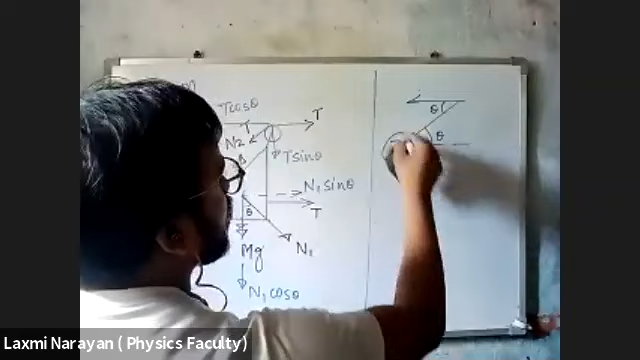 Tcosθ
T
T
N2
Tsinθ
B
N₁sinθ
T
θ
Mg
N₁
N₁cosθ
θ
θ
Laxmi Narayan ( Physics Faculty)